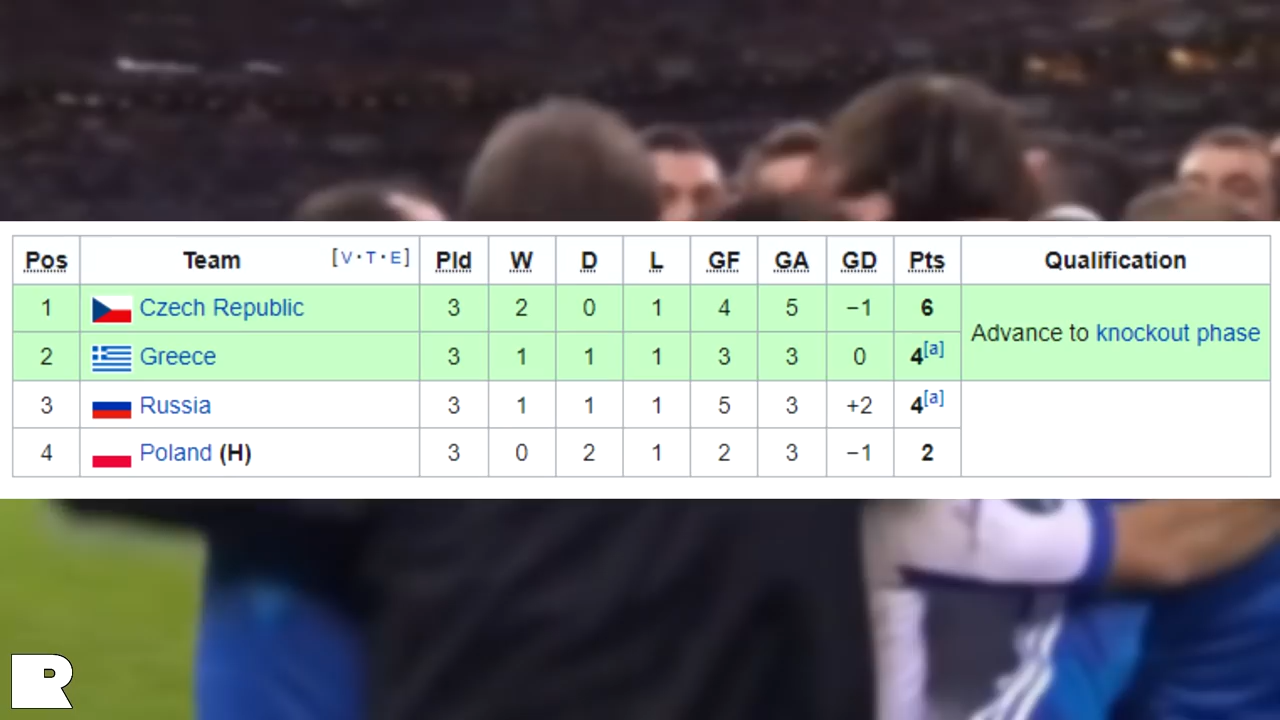 Pos Team [V·T·E] Pld W D L GF GA GD Pts Qualification
1 Czech Republic 3 2 0 1 4 5 −1 6 Advance to knockout phase
2 Greece 3 1 1 1 3 3 0 4[a]
3 Russia 3 1 1 1 5 3 +2 4[a]
4 Poland (H) 3 0 2 1 2 3 −1 2
R